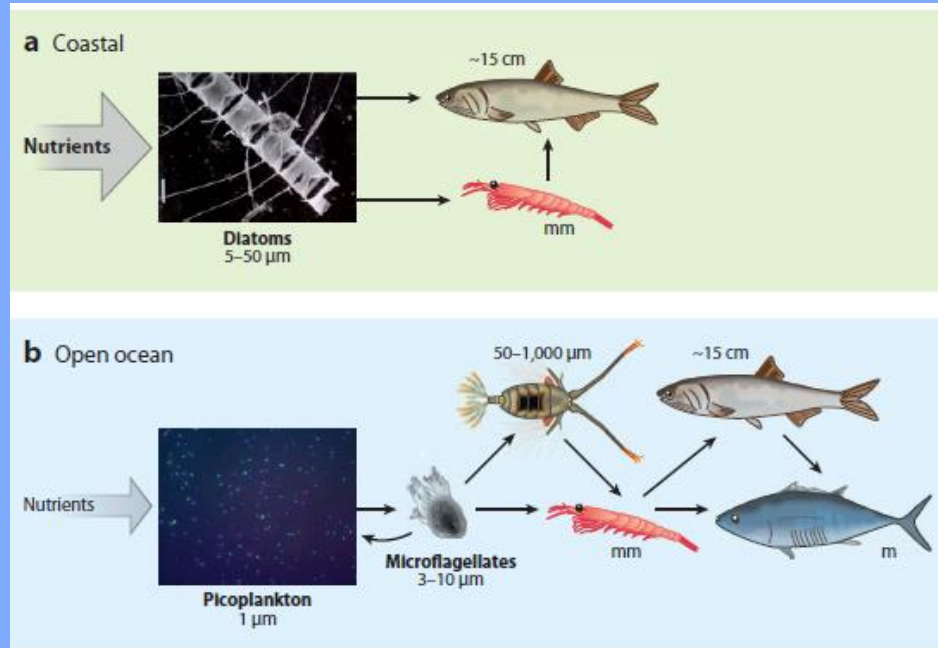 a Coastal
~15 cm
Nutrients
mm
Diatoms
5–50 µm
b Open ocean
50–1,000 µm
~15 cm
Nutrients
mm
m
Microflagellates
3–10 µm
Picoplankton
1 µm